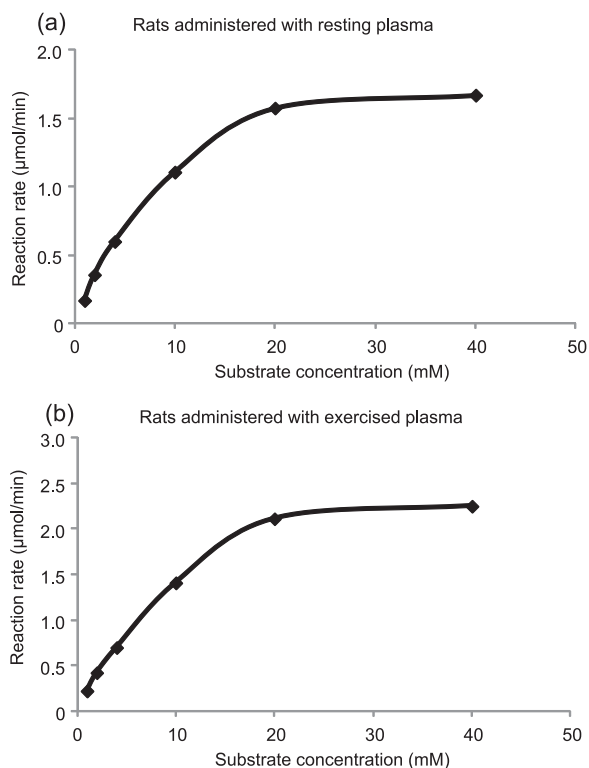 (a)
Rats administered with resting plasma
2.0
1.5
1.0
0.5
0
0 10 20 30 40 50
Reaction rate (μmol/min)
Substrate concentration (mM)
(b)
Rats administered with exercised plasma
3.0
2.5
2.0
1.5
1.0
0.5
0
0 10 20 30 40 50
Reaction rate (μmol/min)
Substrate concentration (mM)